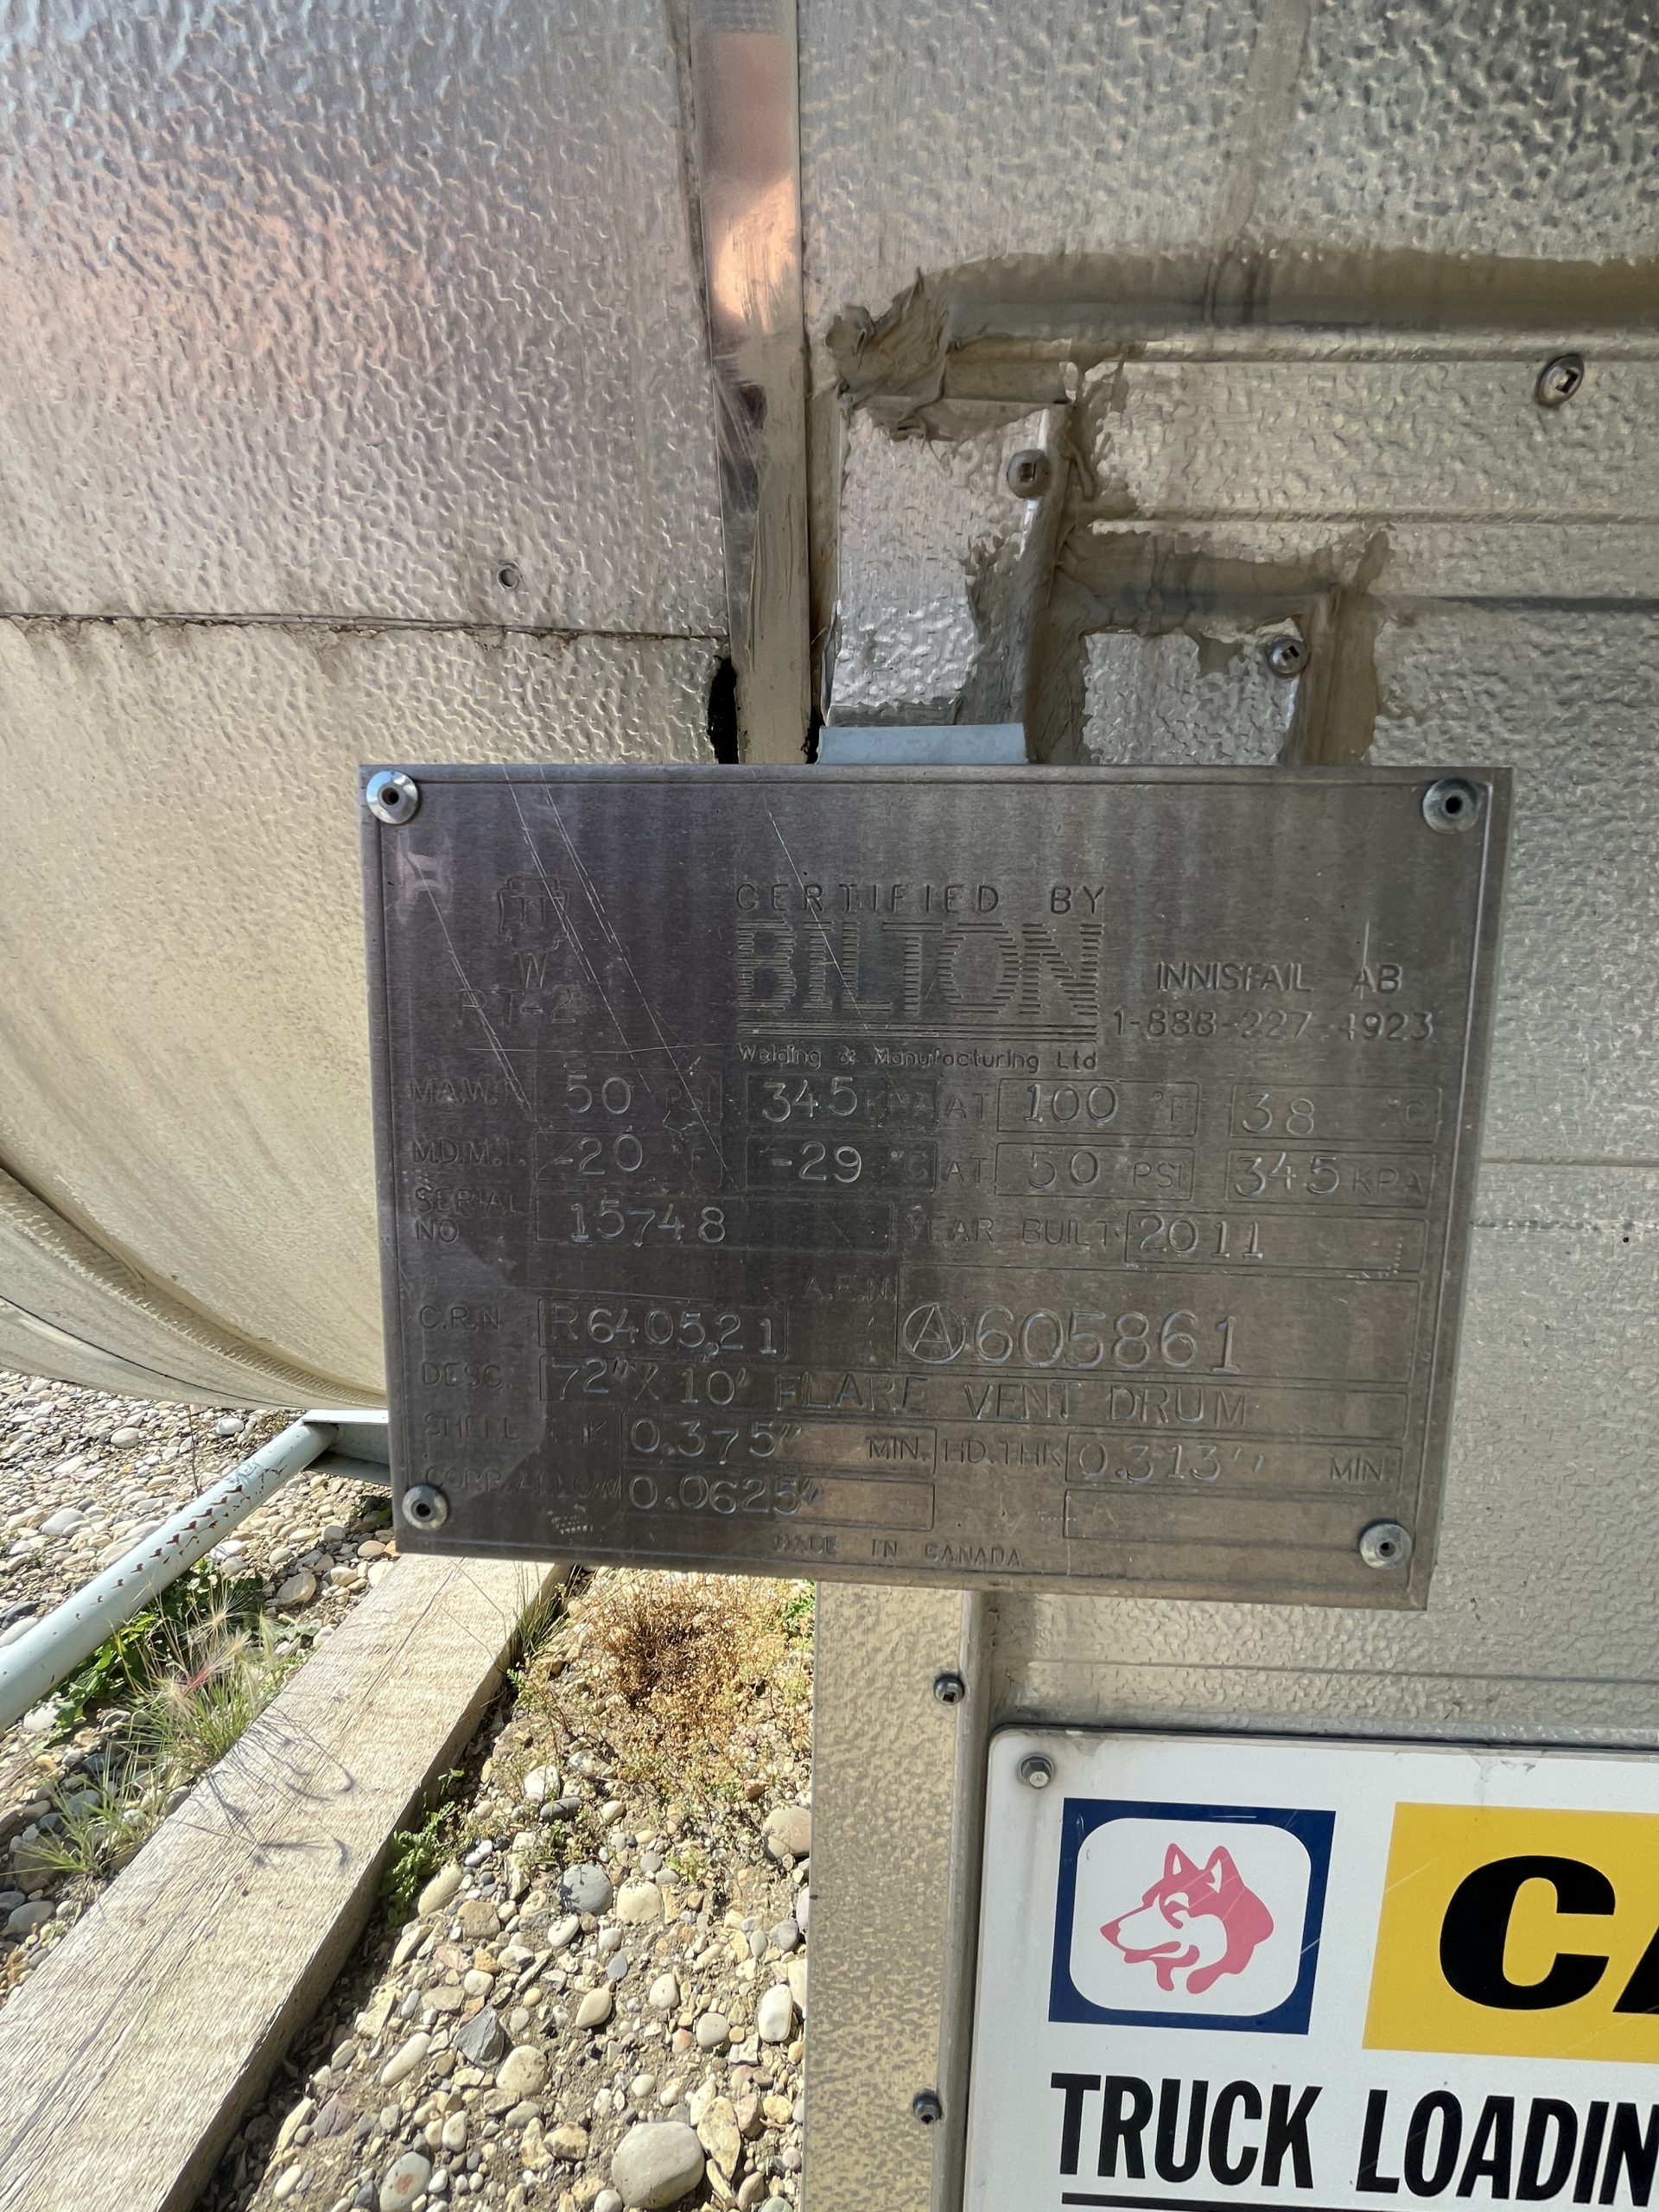 CERTIFIED BY
BILTON
Welding & Manufacturing Ltd
INNISFAIL AB
1-888-227 4923
U
W
RT-2
M.A.W.P. 50 PSI 345 KPA AT 100 °F 38 °C
M.D.M.T. -20 °F -29 °C AT 50 PSI 345 KPA
SERIAL NO 15748 YEAR BUILT 2011
A.B.N.
C.R.N R6405.21 A 605861
DESC 72"X 10' FLARE VENT DRUM
SHELL 0.375" MIN. HD.THK 0.313" MIN.
CORR.ALLOW 0.0625"
MADE IN CANADA
CA
TRUCK LOADIN